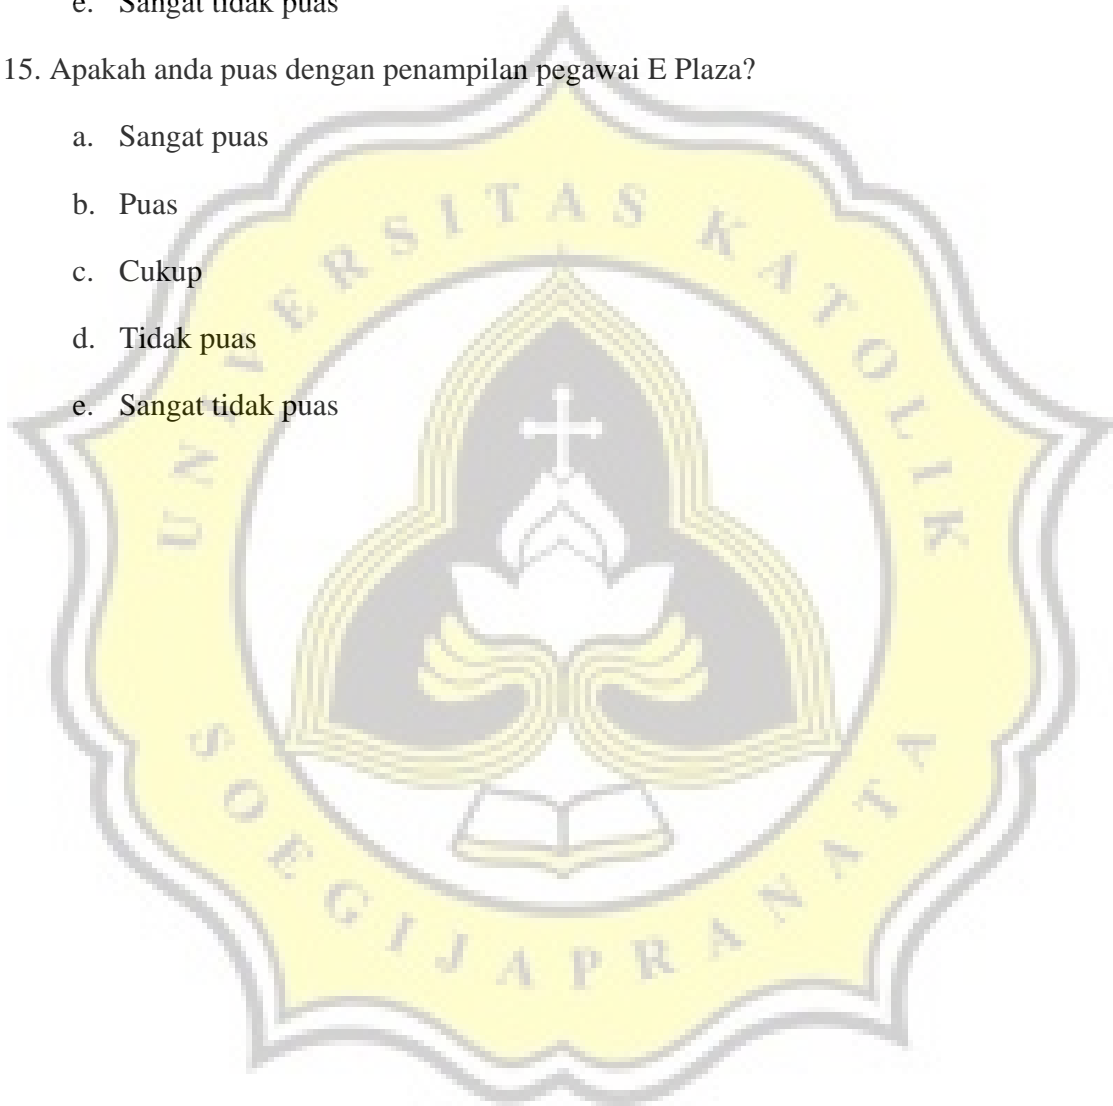 e. Sangat tidak puas
15. Apakah anda puas dengan penampilan pegawai E Plaza?
a. Sangat puas
b. Puas
c. Cukup
d. Tidak puas
e. Sangat tidak puas
UNIVERSITAS KATOLIK
SOEGIJAPRANATA